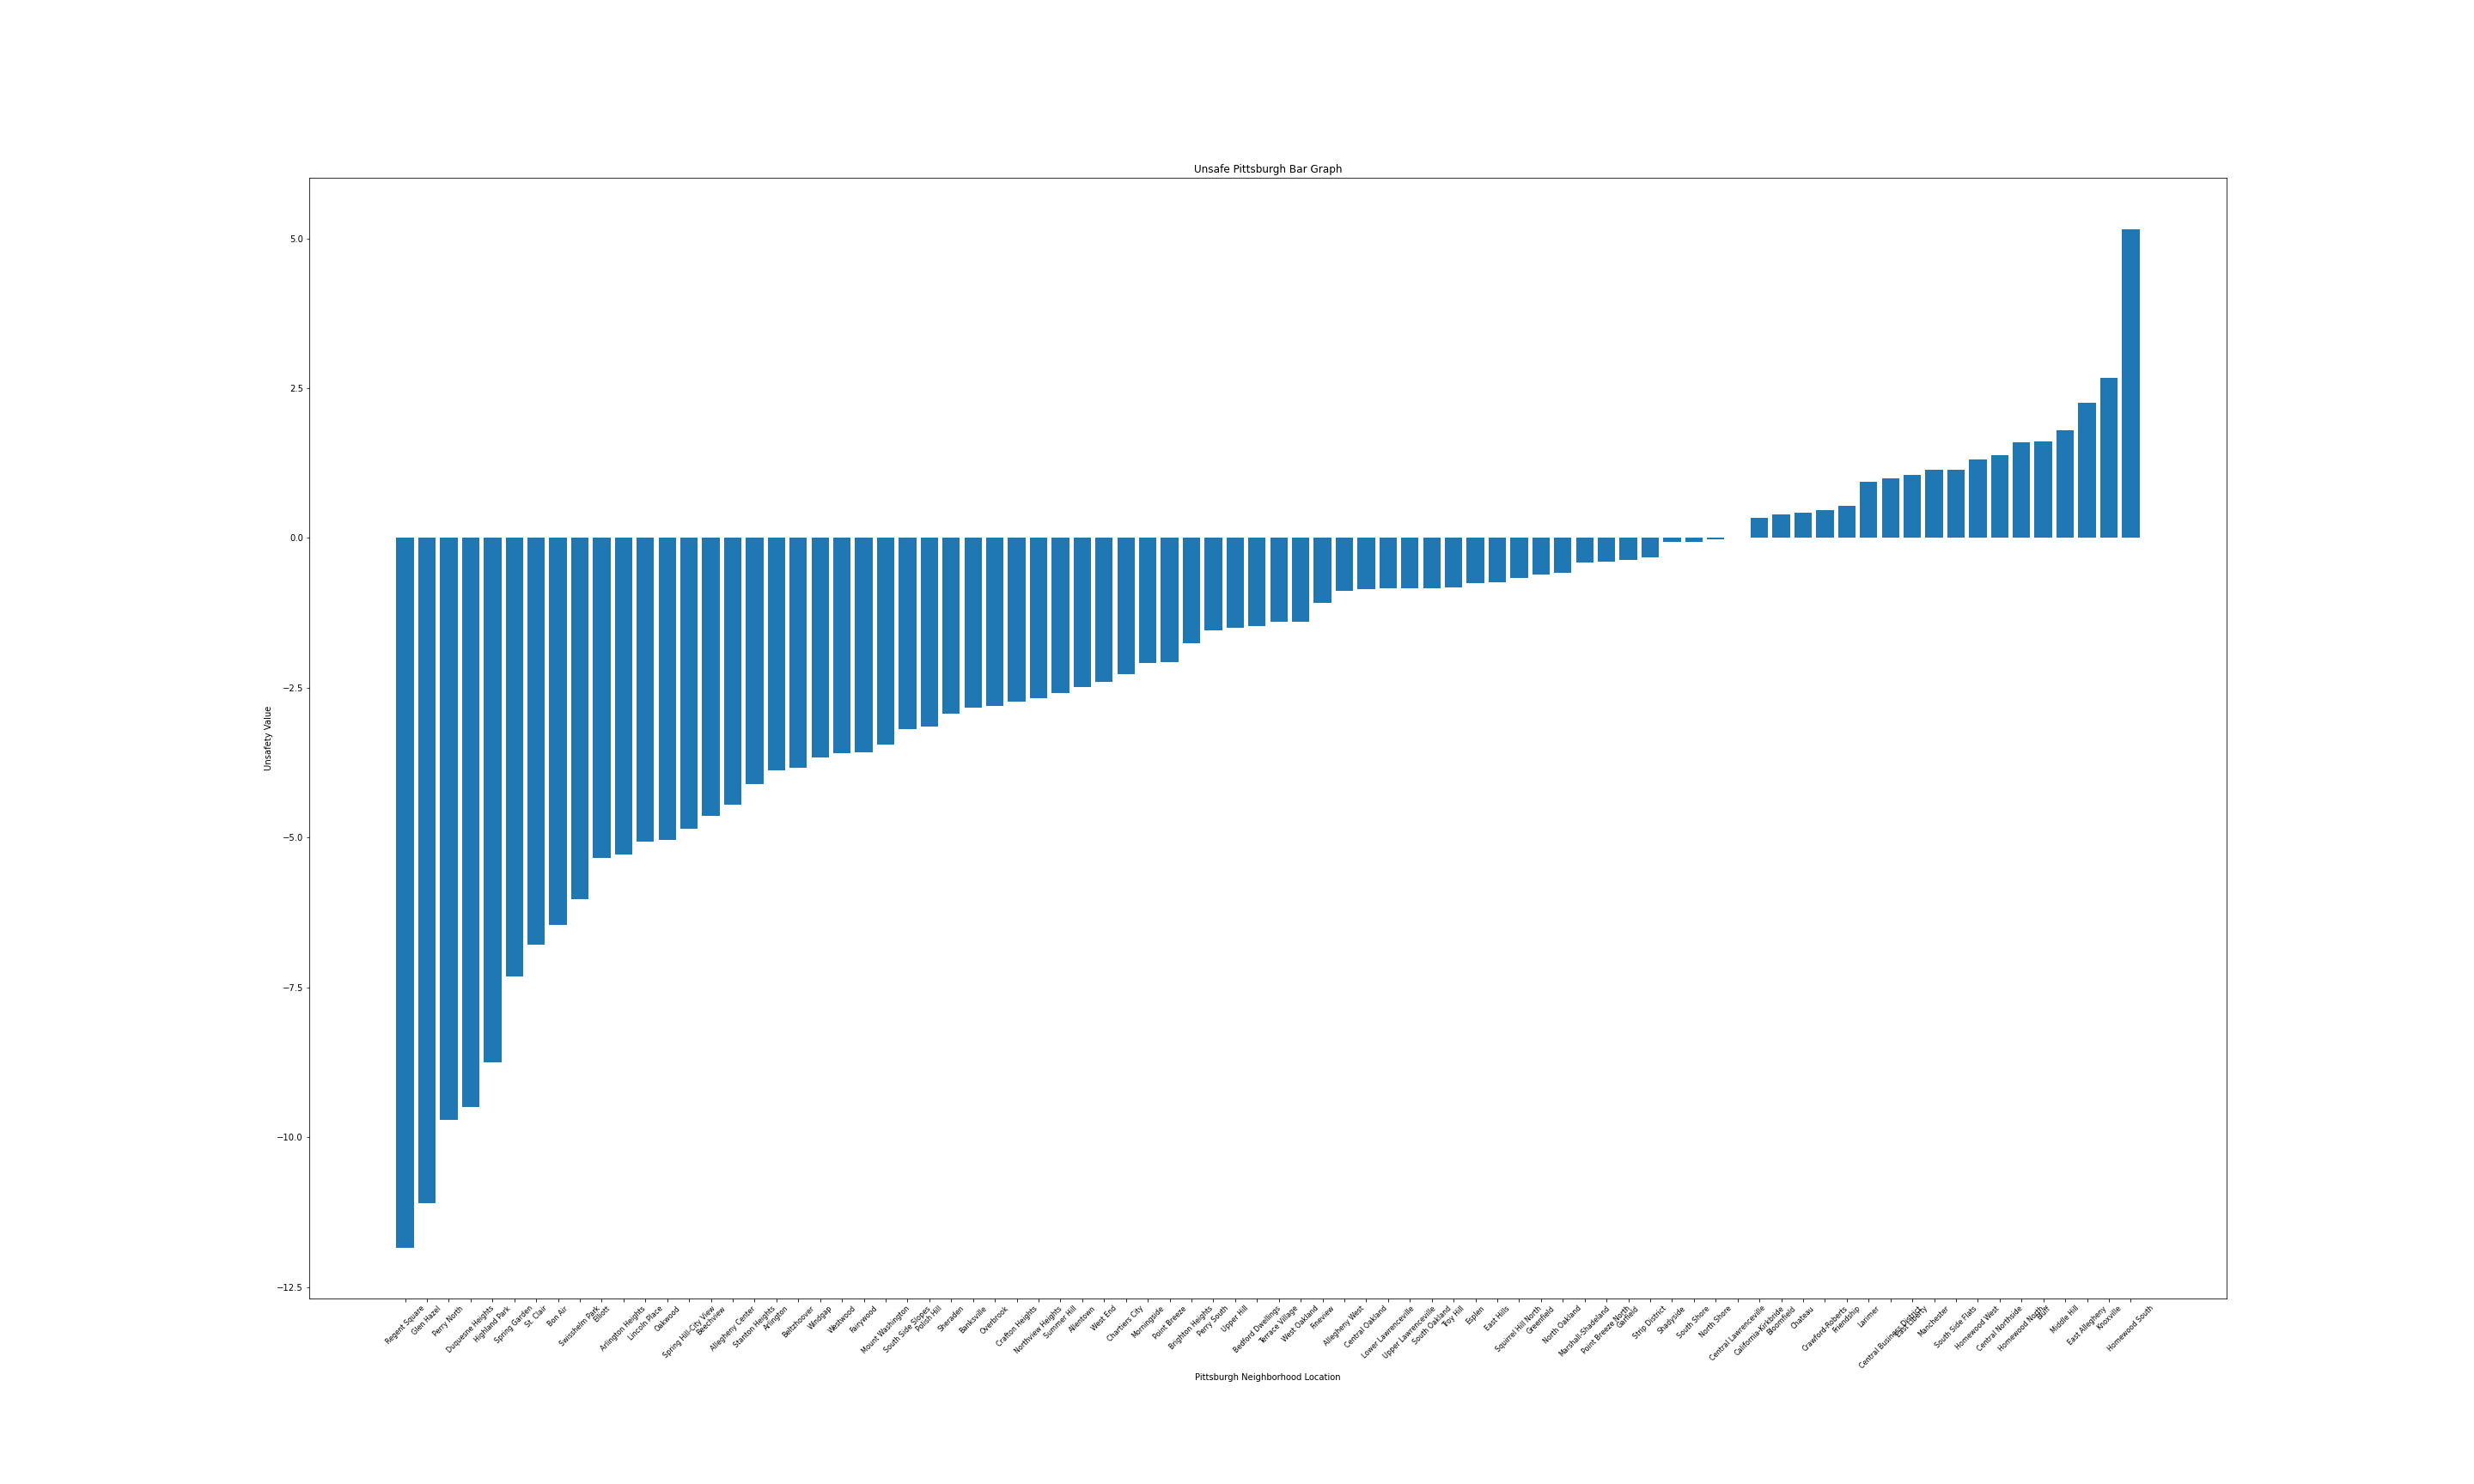 Unsafe Pittsburgh Bar Graph
5.0
2.5
0.0
−2.5
−5.0
−7.5
−10.0
−12.5
Unsafety Value
Regent Square
Glen Hazel
Perry North
Duquesne Heights
Highland Park
Spring Garden
St. Clair
Bon Air
Swisshelm Park
Elliott
Arlington Heights
Lincoln Place
Oakwood
Spring Hill-City View
Beechview
Allegheny Center
Stanton Heights
Arlington
Beltzhoover
Windgap
Westwood
Fairywood
Mount Washington
South Side Slopes
Polish Hill
Sheraden
Banksville
Overbrook
Crafton Heights
Northview Heights
Summer Hill
Allentown
West End
Chartiers City
Morningside
Point Breeze
Brighton Heights
Perry South
Upper Hill
Bedford Dwellings
Terrace Village
West Oakland
Fineview
Allegheny West
Central Oakland
Lower Lawrenceville
Upper Lawrenceville
South Oakland
Troy Hill
Esplen
East Hills
Squirrel Hill North
Greenfield
North Oakland
Marshall-Shadeland
Point Breeze North
Garfield
Strip District
Shadyside
South Shore
North Shore
Central Lawrenceville
California-Kirkbride
Bloomfield
Chateau
Crawford-Roberts
Friendship
Larimer
Central Business District
East Liberty
Manchester
South Side Flats
Homewood West
Central Northside
Homewood North
Bluff
Middle Hill
East Allegheny
Knoxville
Homewood South
Pittsburgh Neighborhood Location